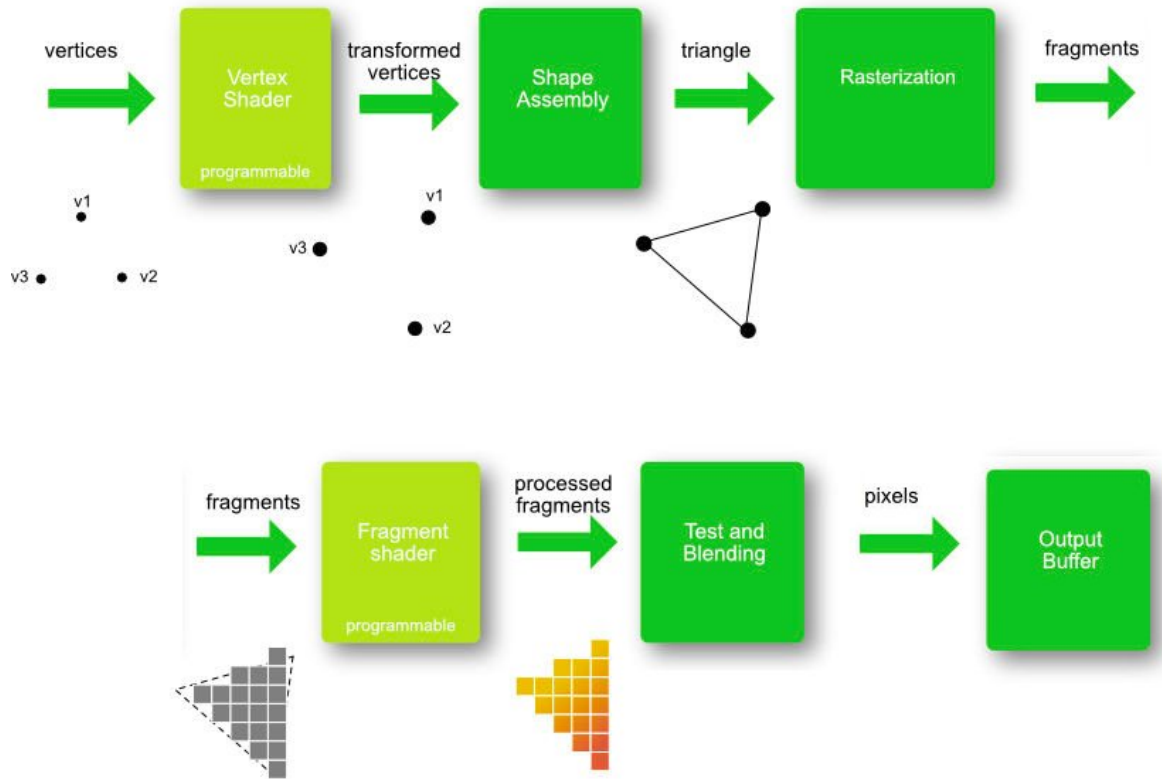 vertices
Vertex
Shader
programmable
transformed
vertices
Shape
Assembly
triangle
Rasterization
fragments
v1
v3
v2
v1
v3
v2
fragments
Fragment
shader
programmable
processed
fragments
Test and
Blending
pixels
Output
Buffer